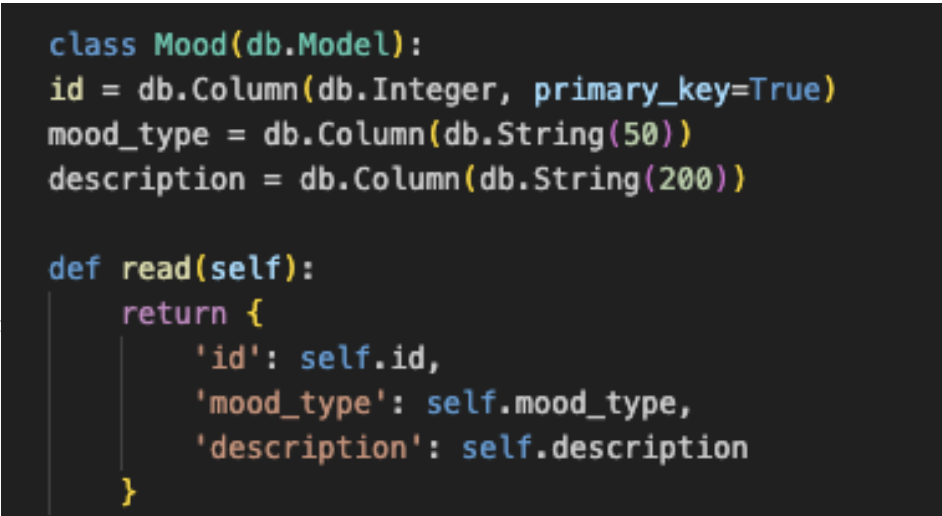 class Mood(db.Model):
id = db.Column(db.Integer, primary_key=True)
mood_type = db.Column(db.String(50))
description = db.Column(db.String(200))

def read(self):
    return {
        'id': self.id,
        'mood_type': self.mood_type,
        'description': self.description
    }